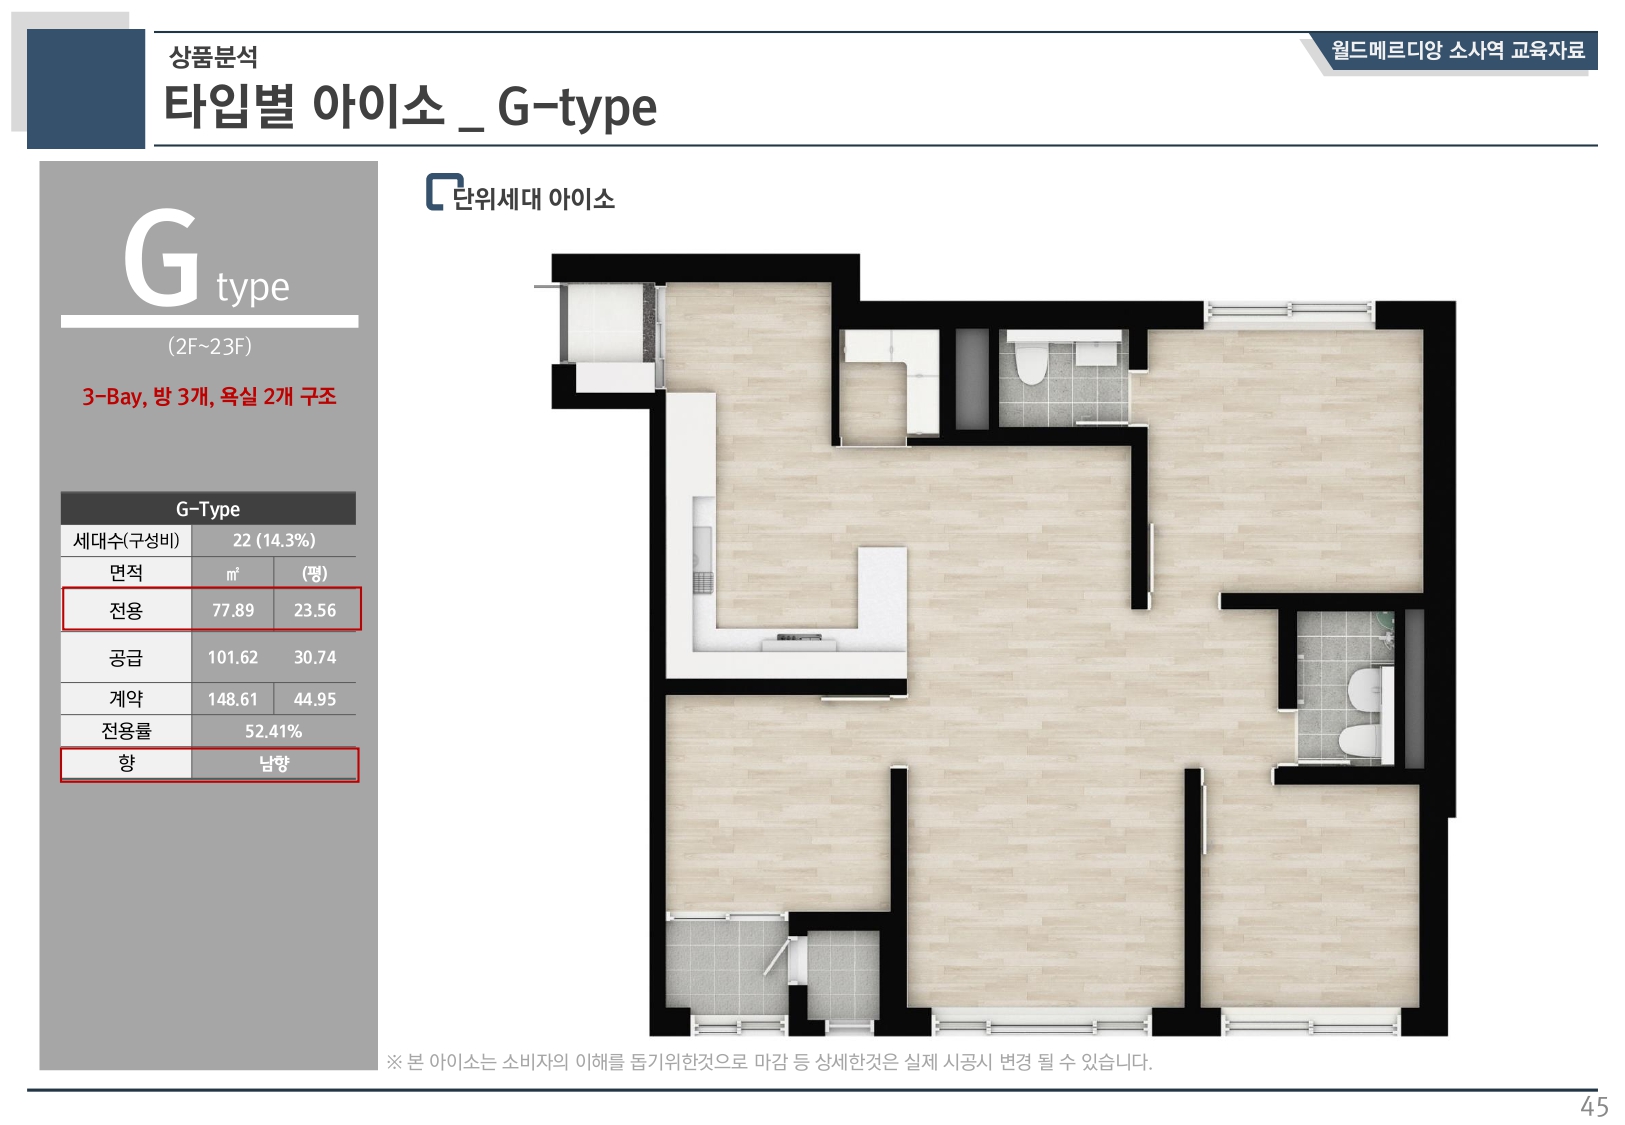 상품분석
월드메르디앙 소사역 교육자료
타입별 아이소 _ G-type
G type
(2F~23F)
3-Bay, 방 3개, 욕실 2개 구조
G-Type
세대수(구성비) 22 (14.3%)
면적 ㎡ (평)
전용 77.89 23.56
공급 101.62 30.74
계약 148.61 44.95
전용률 52.41%
향 남향
단위세대 아이소
※ 본 아이소는 소비자의 이해를 돕기위한것으로 마감 등 상세한것은 실제 시공시 변경 될 수 있습니다.
45